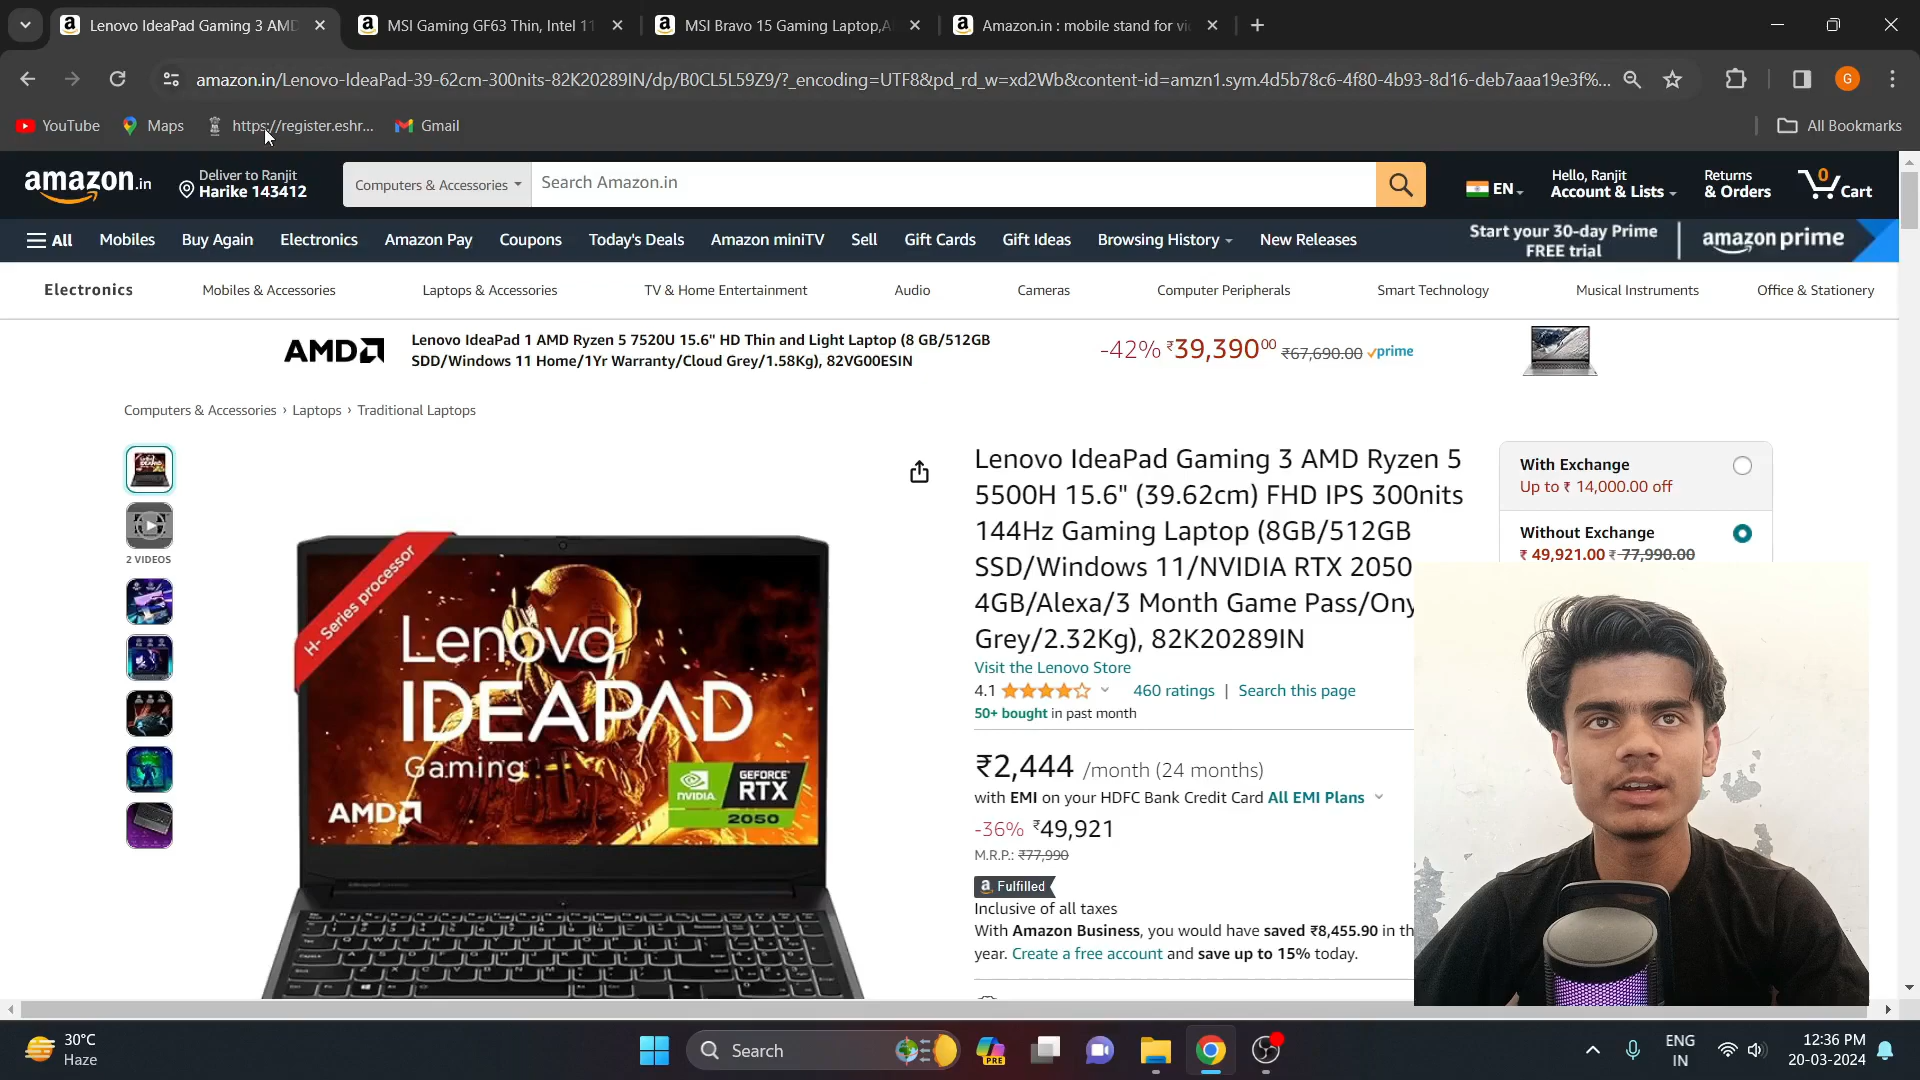 Lenovo IdeaPad Gaming 3 AMD
MSI Gaming GF63 Thin, Intel 11
MSI Bravo 15 Gaming Laptop,A
Amazon.in : mobile stand for vi
amazon.in/Lenovo-IdeaPad-39-62cm-300nits-82K20289IN/dp/B0CL5L59Z9/?_encoding=UTF8&pd_rd_w=xd2Wb&content-id=amzn1.sym.4d5b78c6-4f80-4b93-8d16-deb7aaa19e3f%...
G
YouTube
Maps
https://register.eshr...
Gmail
All Bookmarks
amazon.in
Deliver to Ranjit
Harike 143412
Computers & Accessories
Search Amazon.in
EN
Hello, Ranjit
Account & Lists
Returns
& Orders
0
Cart
All
Mobiles
Buy Again
Electronics
Amazon Pay
Coupons
Today's Deals
Amazon miniTV
Sell
Gift Cards
Gift Ideas
Browsing History
New Releases
Start your 30-day Prime
FREE trial
amazon prime
Electronics
Mobiles & Accessories
Laptops & Accessories
TV & Home Entertainment
Audio
Cameras
Computer Peripherals
Smart Technology
Musical Instruments
Office & Stationery
AMD
Lenovo IdeaPad 1 AMD Ryzen 5 7520U 15.6" HD Thin and Light Laptop (8 GB/512GB
SDD/Windows 11 Home/1Yr Warranty/Cloud Grey/1.58Kg), 82VG00ESIN
-42% ₹39,390⁰⁰ ₹67,690.00 prime
Computers & Accessories › Laptops › Traditional Laptops
2 VIDEOS
H- Series processor
Lenovo
IDEAPAD
Gaming
AMD
NVIDIA.
GEFORCE
RTX
2050
Lenovo IdeaPad Gaming 3 AMD Ryzen 5
5500H 15.6" (39.62cm) FHD IPS 300nits
144Hz Gaming Laptop (8GB/512GB
SSD/Windows 11/NVIDIA RTX 2050
4GB/Alexa/3 Month Game Pass/Ony
Grey/2.32Kg), 82K20289IN
Visit the Lenovo Store
4.1
460 ratings | Search this page
50+ bought in past month
₹2,444 /month (24 months)
with EMI on your HDFC Bank Credit Card All EMI Plans
-36% ₹49,921
M.R.P.: ₹77,990
Fulfilled
Inclusive of all taxes
With Amazon Business, you would have saved ₹8,455.90 in th
year. Create a free account and save up to 15% today.
With Exchange
Up to ₹ 14,000.00 off
Without Exchange
₹ 49,921.00 ₹ 77,990.00
30°C
Haze
Search
PRE
ENG
IN
12:36 PM
20-03-2024